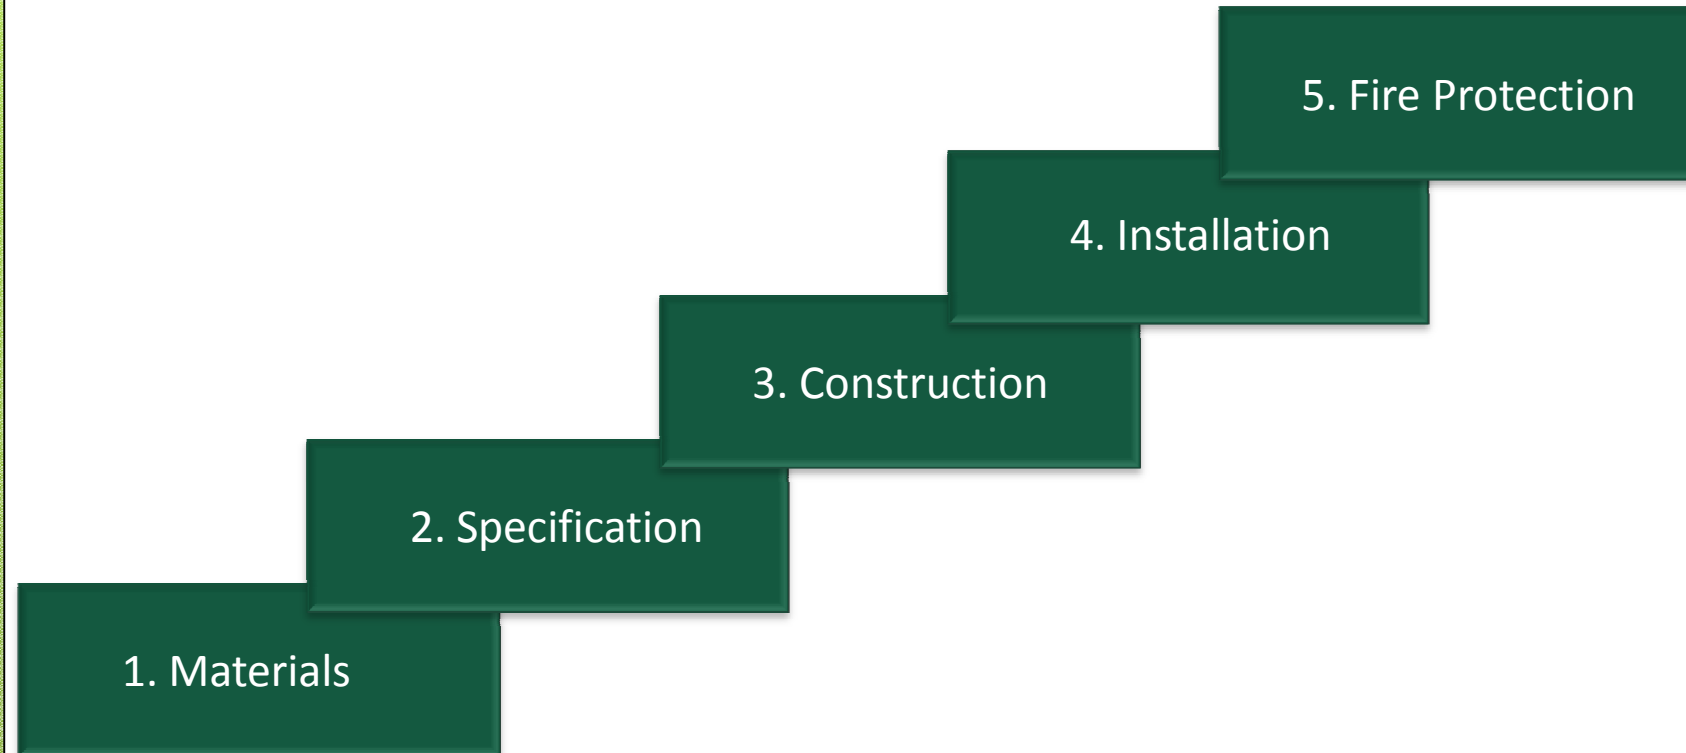 5. Fire Protection
4. Installation
3. Construction
2. Specification
1. Materials